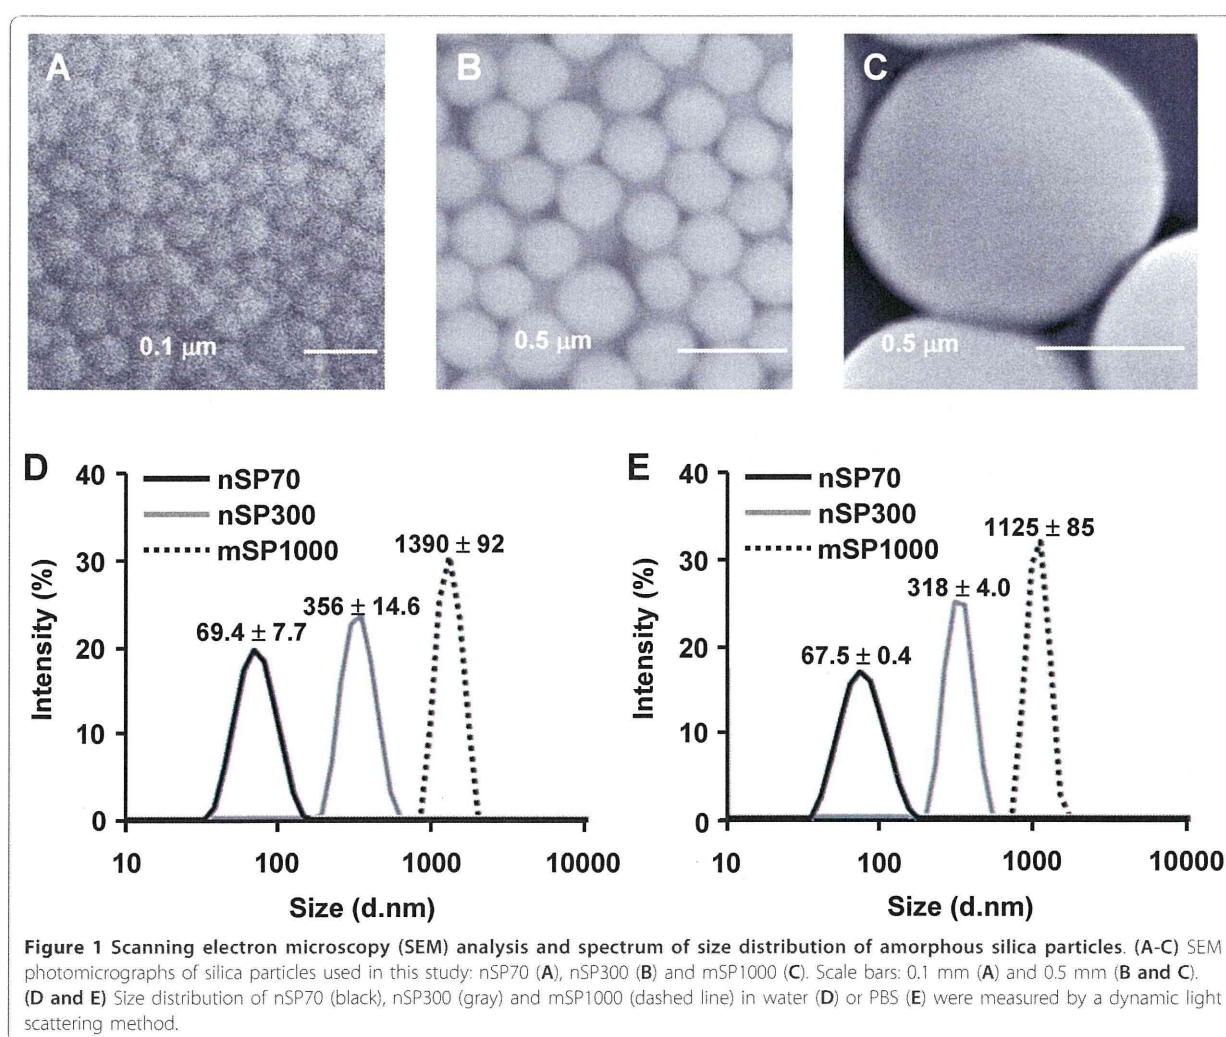 A
B
C
0.1 μm
0.5 μm
0.5 μm
D
40
30
20
10
0
Intensity (%)
nSP70
nSP300
mSP1000
69.4 ± 7.7
356 ± 14.6
1390 ± 92
10
100
1000
10000
Size (d.nm)
E
40
30
20
10
0
Intensity (%)
nSP70
nSP300
mSP1000
67.5 ± 0.4
318 ± 4.0
1125 ± 85
10
100
1000
10000
Size (d.nm)
Figure 1 Scanning electron microscopy (SEM) analysis and spectrum of size distribution of amorphous silica particles. (A-C) SEM
photomicrographs of silica particles used in this study: nSP70 (A), nSP300 (B) and mSP1000 (C). Scale bars: 0.1 mm (A) and 0.5 mm (B and C).
(D and E) Size distribution of nSP70 (black), nSP300 (gray) and mSP1000 (dashed line) in water (D) or PBS (E) were measured by a dynamic light
scattering method.